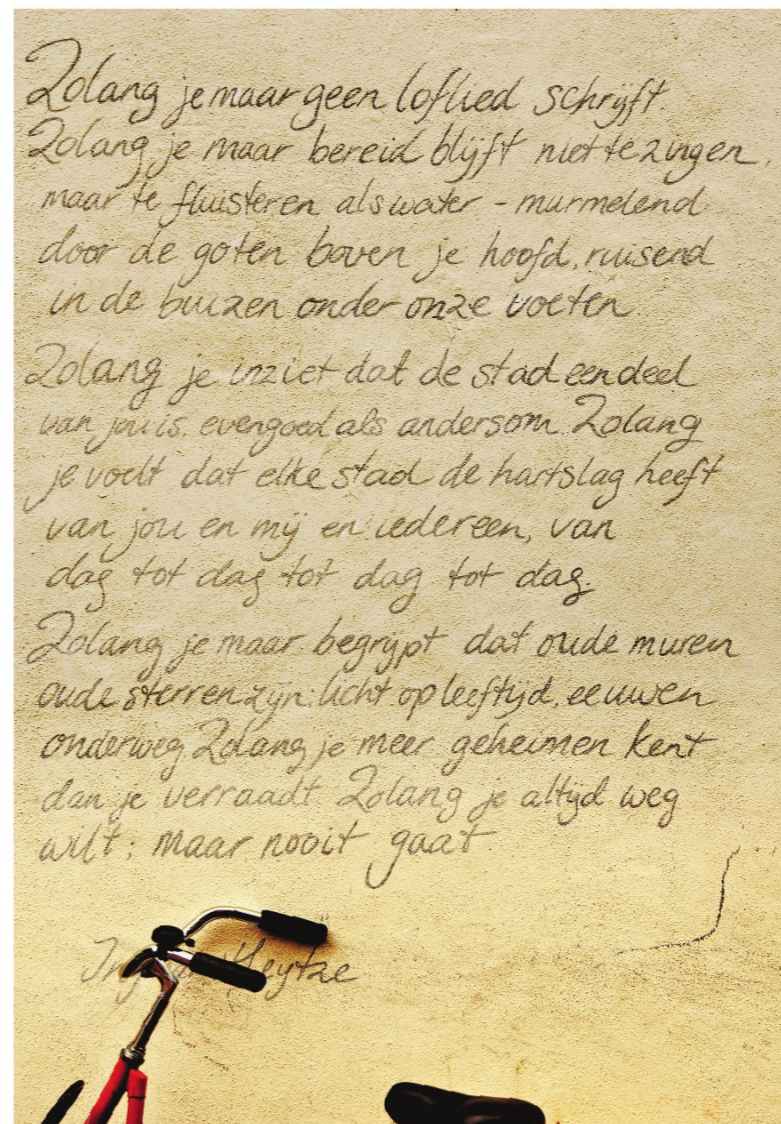 Zolang je maar geen loflied schrijft.
Zolang je maar bereid blijft niet te zingen,
maar te fluisteren als water - murmelend
door de goten boven je hoofd, ruisend
in de buizen onder onze voeten.
Zolang je inziet dat de stad een deel
van jou is, evengoed als andersom. Zolang
je voelt dat elke stad de hartslag heeft
van jou en mij en iedereen, van
dag tot dag tot dag tot dag.
Zolang je maar begrijpt dat oude muren
oude sterren zijn: licht op leeftijd, eeuwen
onderweg. Zolang je meer geheimen kent
dan je verraadt. Zolang je altijd weg
wilt; maar nooit gaat
Heytze